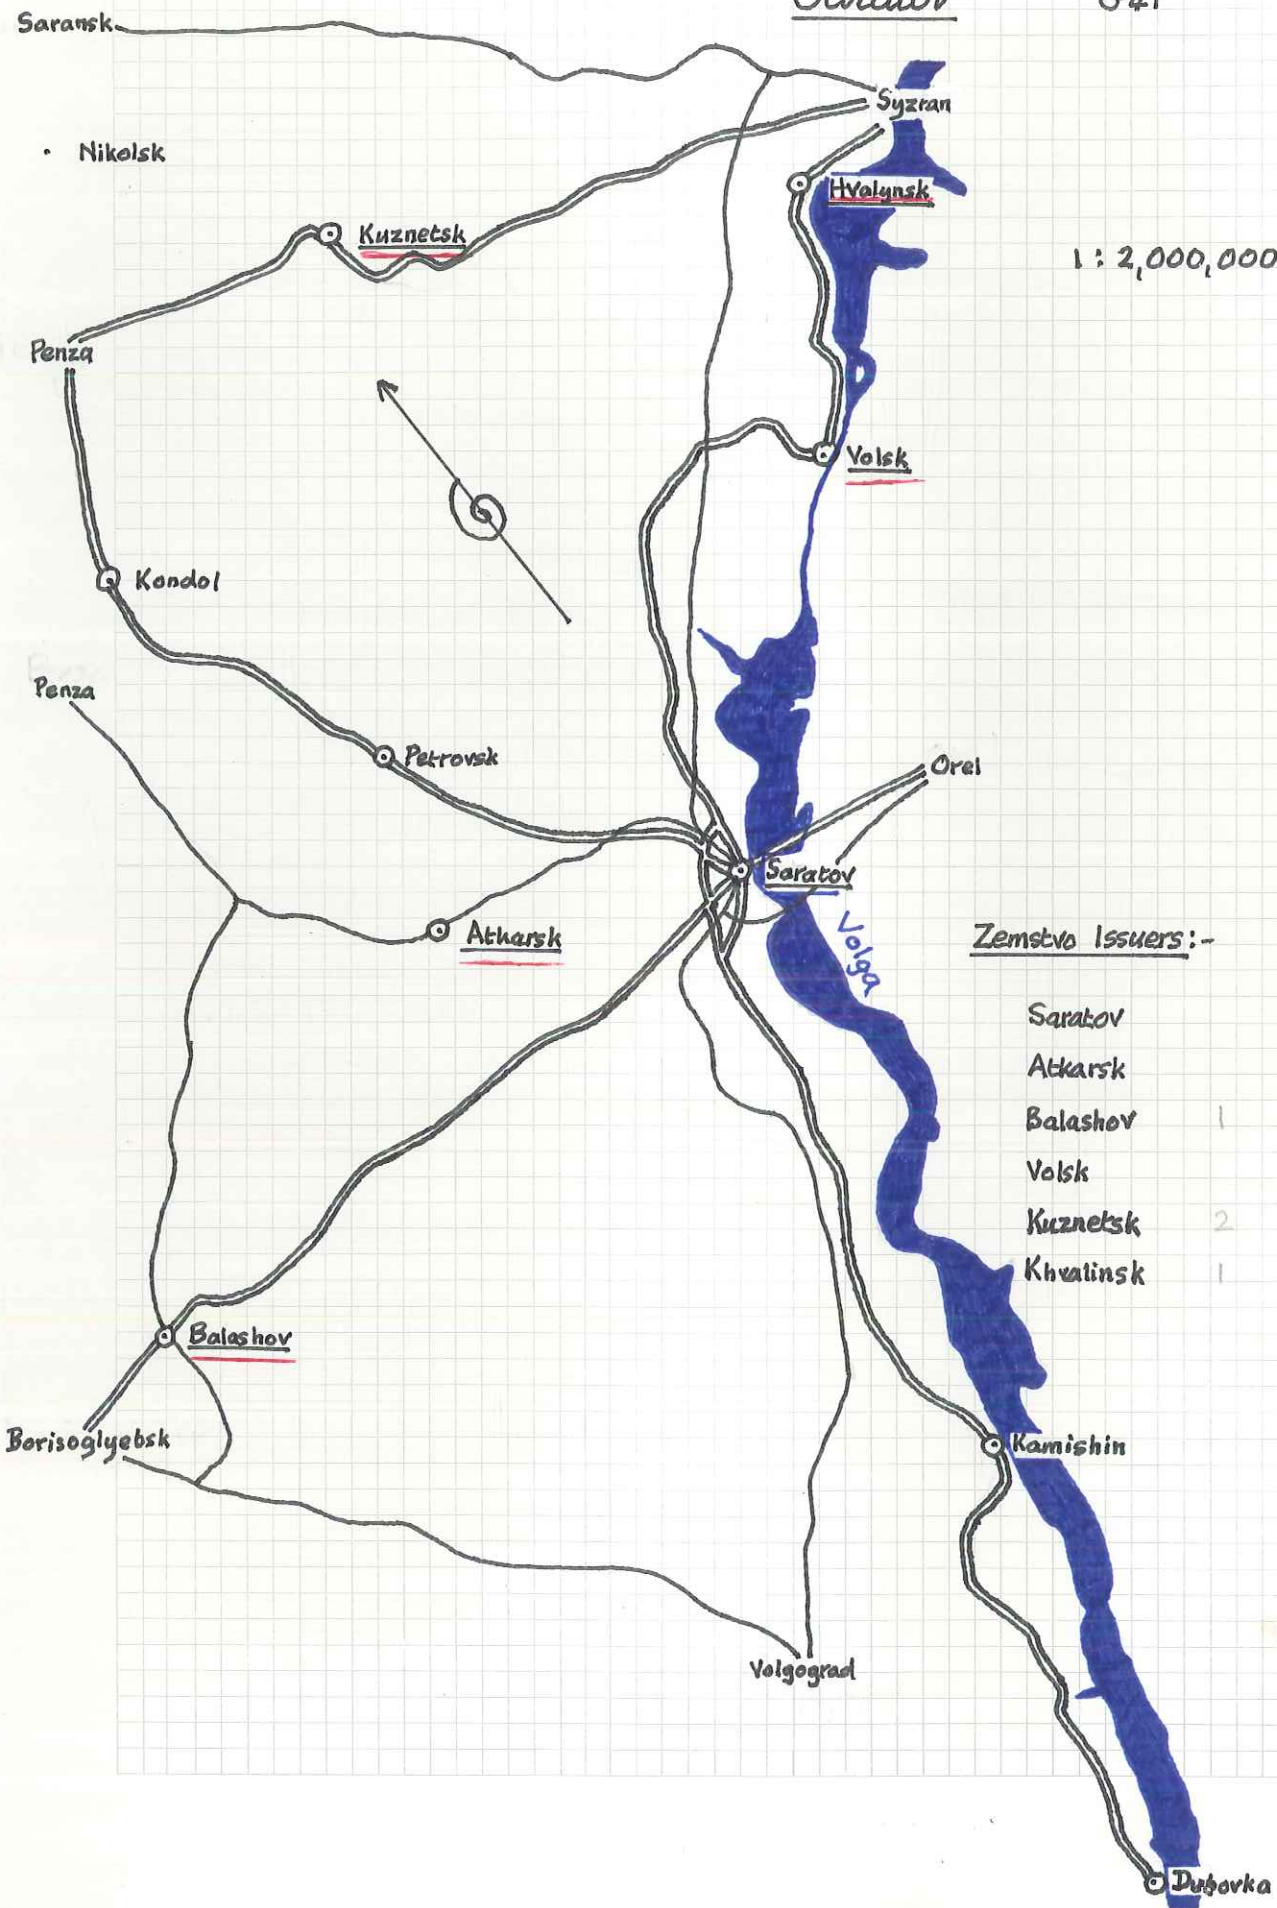 Saratov
Saransk
Syzran
Nikolsk
Hvalynsk
Kuznetsk
1 : 2,000,000
Penza
Volsk
Kondol
Penza
Petrovsk
Orel
Saratov
Atkarsk
Volga
Zemstvo Issuers:-
Saratov
Atkarsk
Balashov 1
Volsk
Kuznetsk 2
Khvalinsk 1
Balashov
Borisoglyebsk
Kamishin
Volgograd
Dubovka